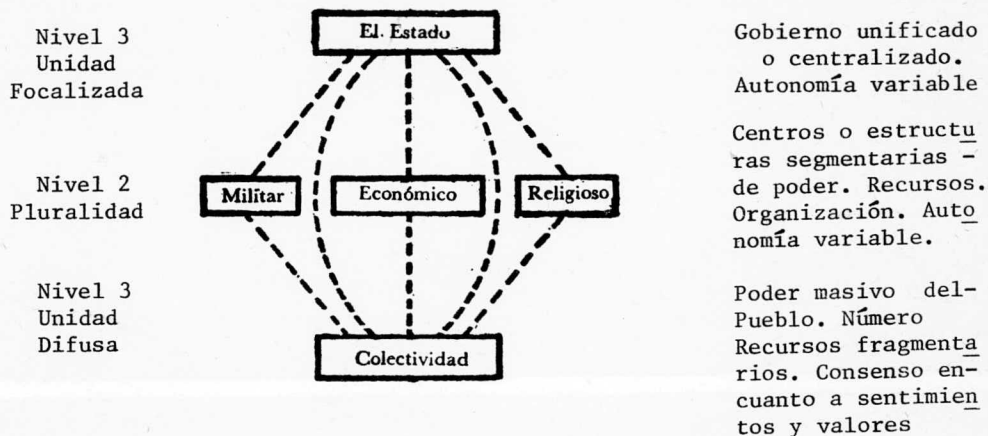 Nivel 3
Unidad
Focalizada
El Estado
Gobierno unificado
o centralizado.
Autonomía variable
Nivel 2
Pluralidad
Militar
Económico
Religioso
Centros o estructu
ras segmentarias -
de poder. Recursos.
Organización. Auto
nomía variable.
Nivel 3
Unidad
Difusa
Colectividad
Poder masivo del-
Pueblo. Número
Recursos fragmenta
rios. Consenso en-
cuanto a sentimien
tos y valores